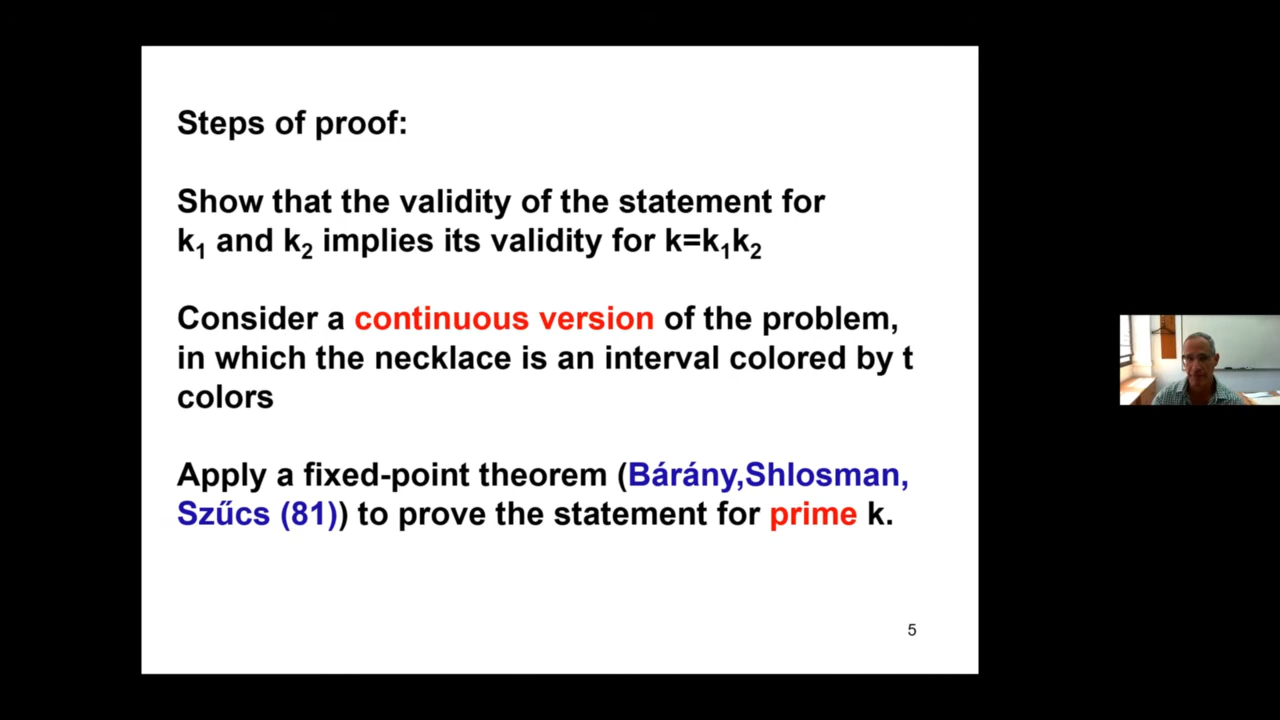 Steps of proof:
Show that the validity of the statement for
k₁ and k₂ implies its validity for k=k₁k₂
Consider a continuous version of the problem,
in which the necklace is an interval colored by t
colors
Apply a fixed-point theorem (Bárány,Shlosman,
Szűcs (81)) to prove the statement for prime k.
5